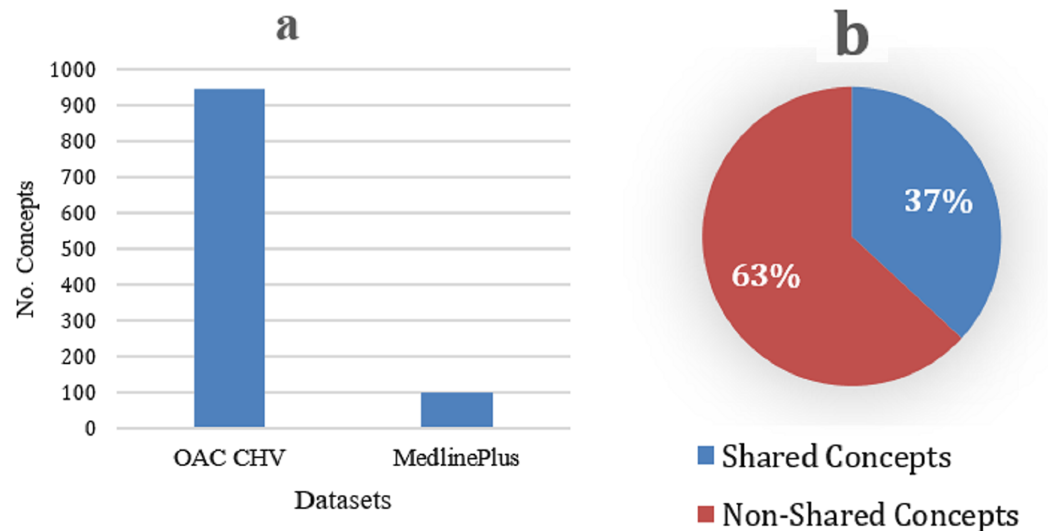 a
1000
900
800
700
600
500
400
300
200
100
0
No. Concepts
OAC CHV
MedlinePlus
Datasets
b
37%
63%
Shared Concepts
Non-Shared Concepts